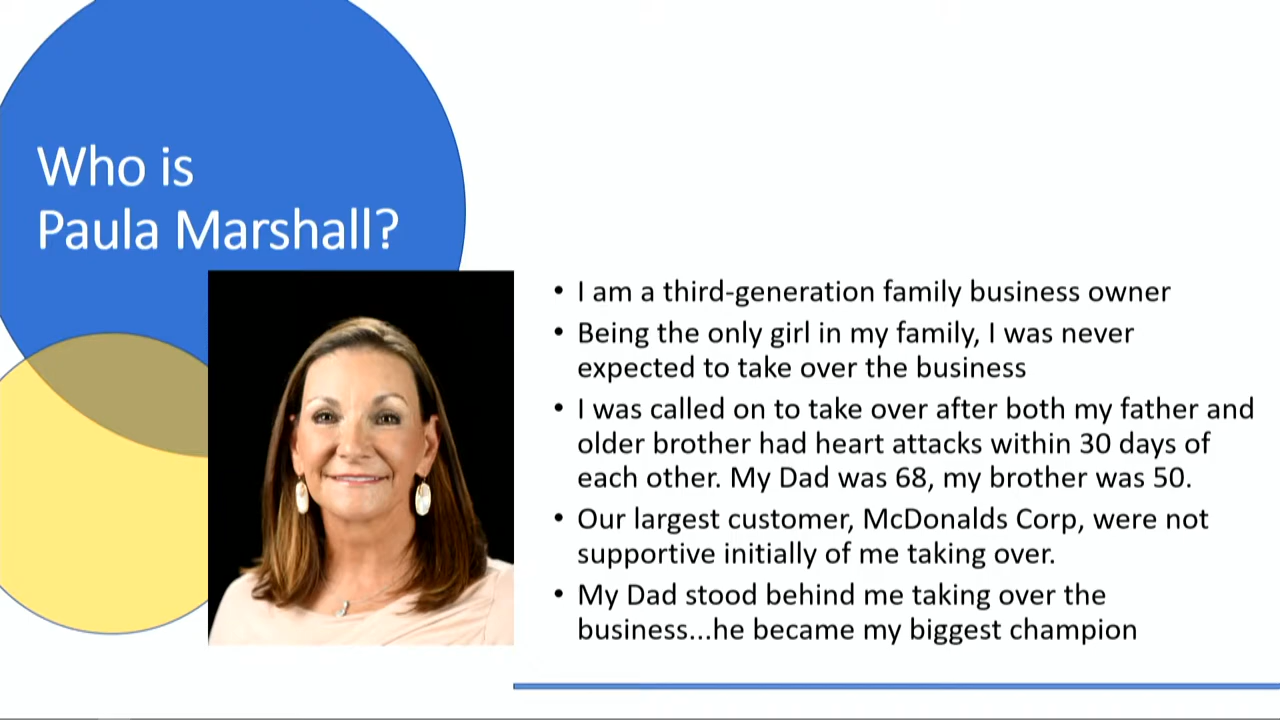 Who is
Paula Marshall?
• I am a third-generation family business owner
• Being the only girl in my family, I was never
expected to take over the business
• I was called on to take over after both my father and
older brother had heart attacks within 30 days of
each other. My Dad was 68, my brother was 50.
• Our largest customer, McDonalds Corp, were not
supportive initially of me taking over.
• My Dad stood behind me taking over the
business...he became my biggest champion